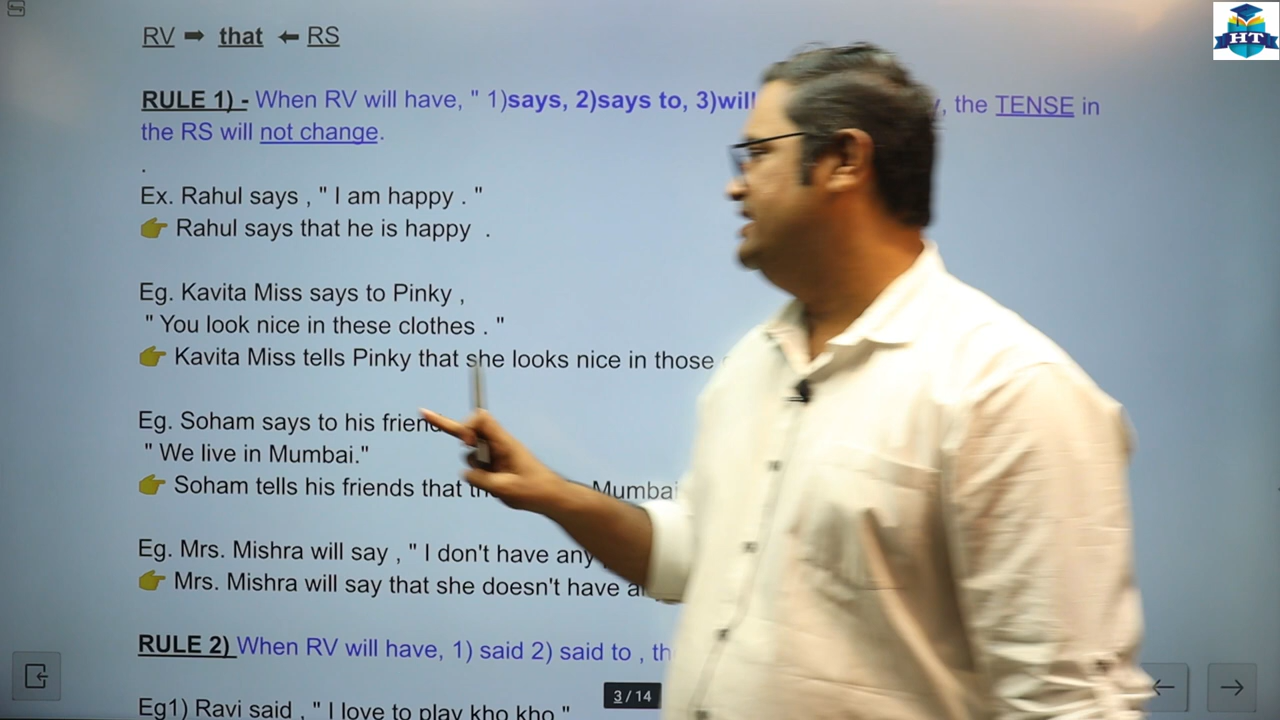 RV ➡ that ⬅ RS
HT
RULE 1) - When RV will have, " 1)says, 2)says to, 3)will , the TENSE in
the RS will not change.
.
Ex. Rahul says , " I am happy . "
👉 Rahul says that he is happy .
Eg. Kavita Miss says to Pinky ,
" You look nice in these clothes . "
👉 Kavita Miss tells Pinky that she looks nice in those
Eg. Soham says to his
" We live in Mumbai."
👉 Soham tells his friends that Mumbai
Eg. Mrs. Mishra will say , " I don't have any
👉 Mrs. Mishra will say that she doesn't have
RULE 2) When RV will have, 1) said 2) said to ,
3 / 14
Eg1) Ravi said , " I love to play kho kho "